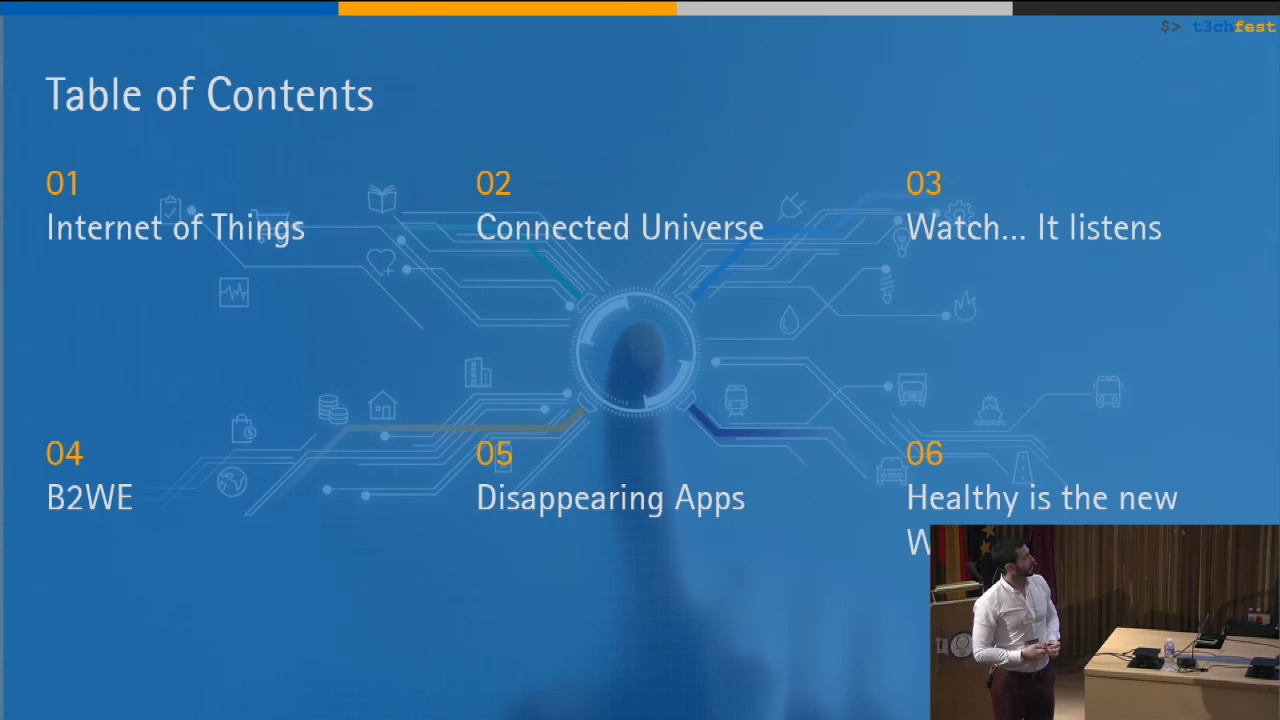 $> t3chfest
Table of Contents
01
Internet of Things
02
Connected Universe
03
Watch... It listens
04
B2WE
05
Disappearing Apps
06
Healthy is the new